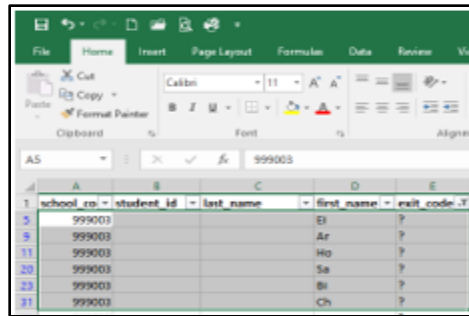 File Home Insert Page Layout Formulas Data Review
Cut
Copy
Paste
Format Painter
Calibri 11
B I U
Clipboard Font Alignm
A5 fx 999003
A B C D E
1 school_co student_id last_name first_name exit_code
5 999003 El ?
9 999003 Ar ?
11 999003 Ho ?
18 999003 Sa ?
20 999003 Bi ?
31 999003 Ch ?